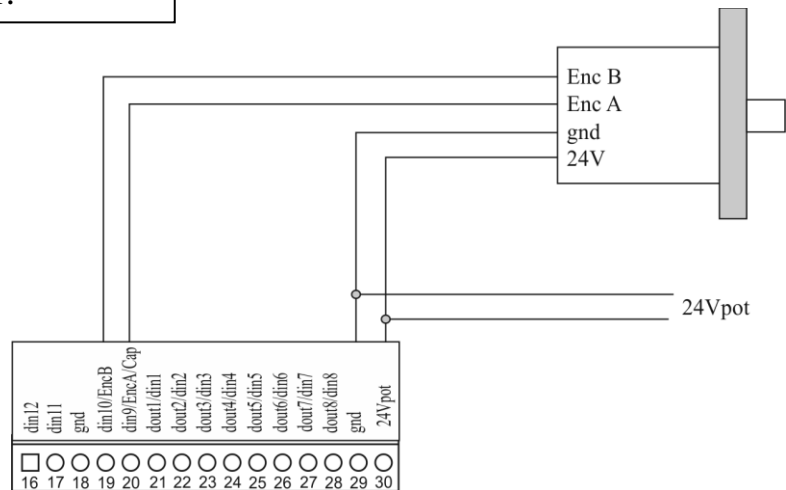 Enc B
Enc A
gnd
24V
24Vpot
din12
din11
gnd
din10/EncB
din9/EncA/Cap
dout1/din1
dout2/din2
dout3/din3
dout4/din4
dout5/din5
dout6/din6
dout7/din7
dout8/din8
gnd
24Vpot
16 17 18 19 20 21 22 23 24 25 26 27 28 29 30